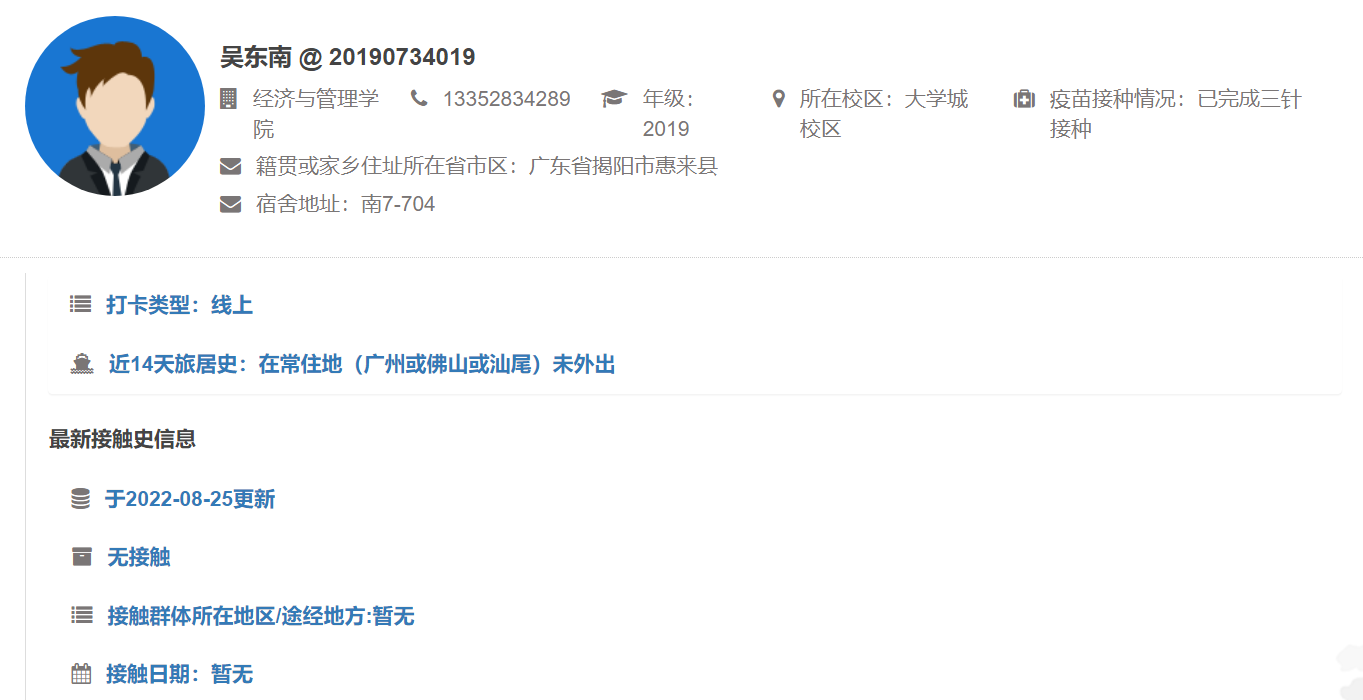 吴东南 @ 20190734019
经济与管理学院
13352834289
年级：2019
所在校区：大学城校区
疫苗接种情况：已完成三针接种
籍贯或家乡住址所在省市区：广东省揭阳市惠来县
宿舍地址：南7-704
打卡类型：线上
近14天旅居史：在常住地（广州或佛山或汕尾）未外出
最新接触史信息
于2022-08-25更新
无接触
接触群体所在地区/途经地方:暂无
接触日期：暂无